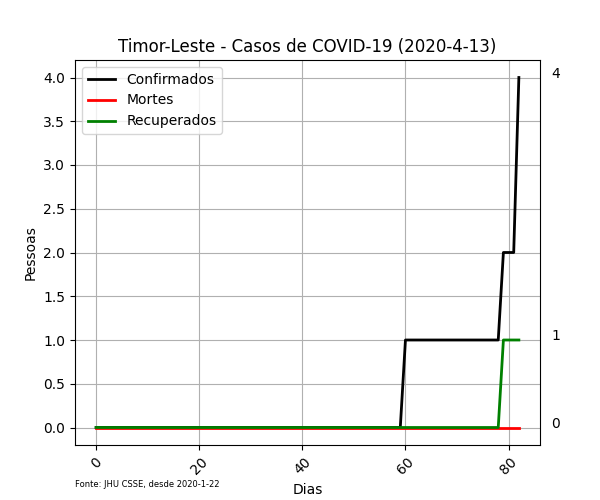 Timor-Leste - Casos de COVID-19 (2020-4-13)
Confirmados
Mortes
Recuperados
4.0
3.5
3.0
2.5
2.0
1.5
1.0
0.5
0.0
Pessoas
4
1
0
0
20
40
60
80
Dias
Fonte: JHU CSSE, desde 2020-1-22